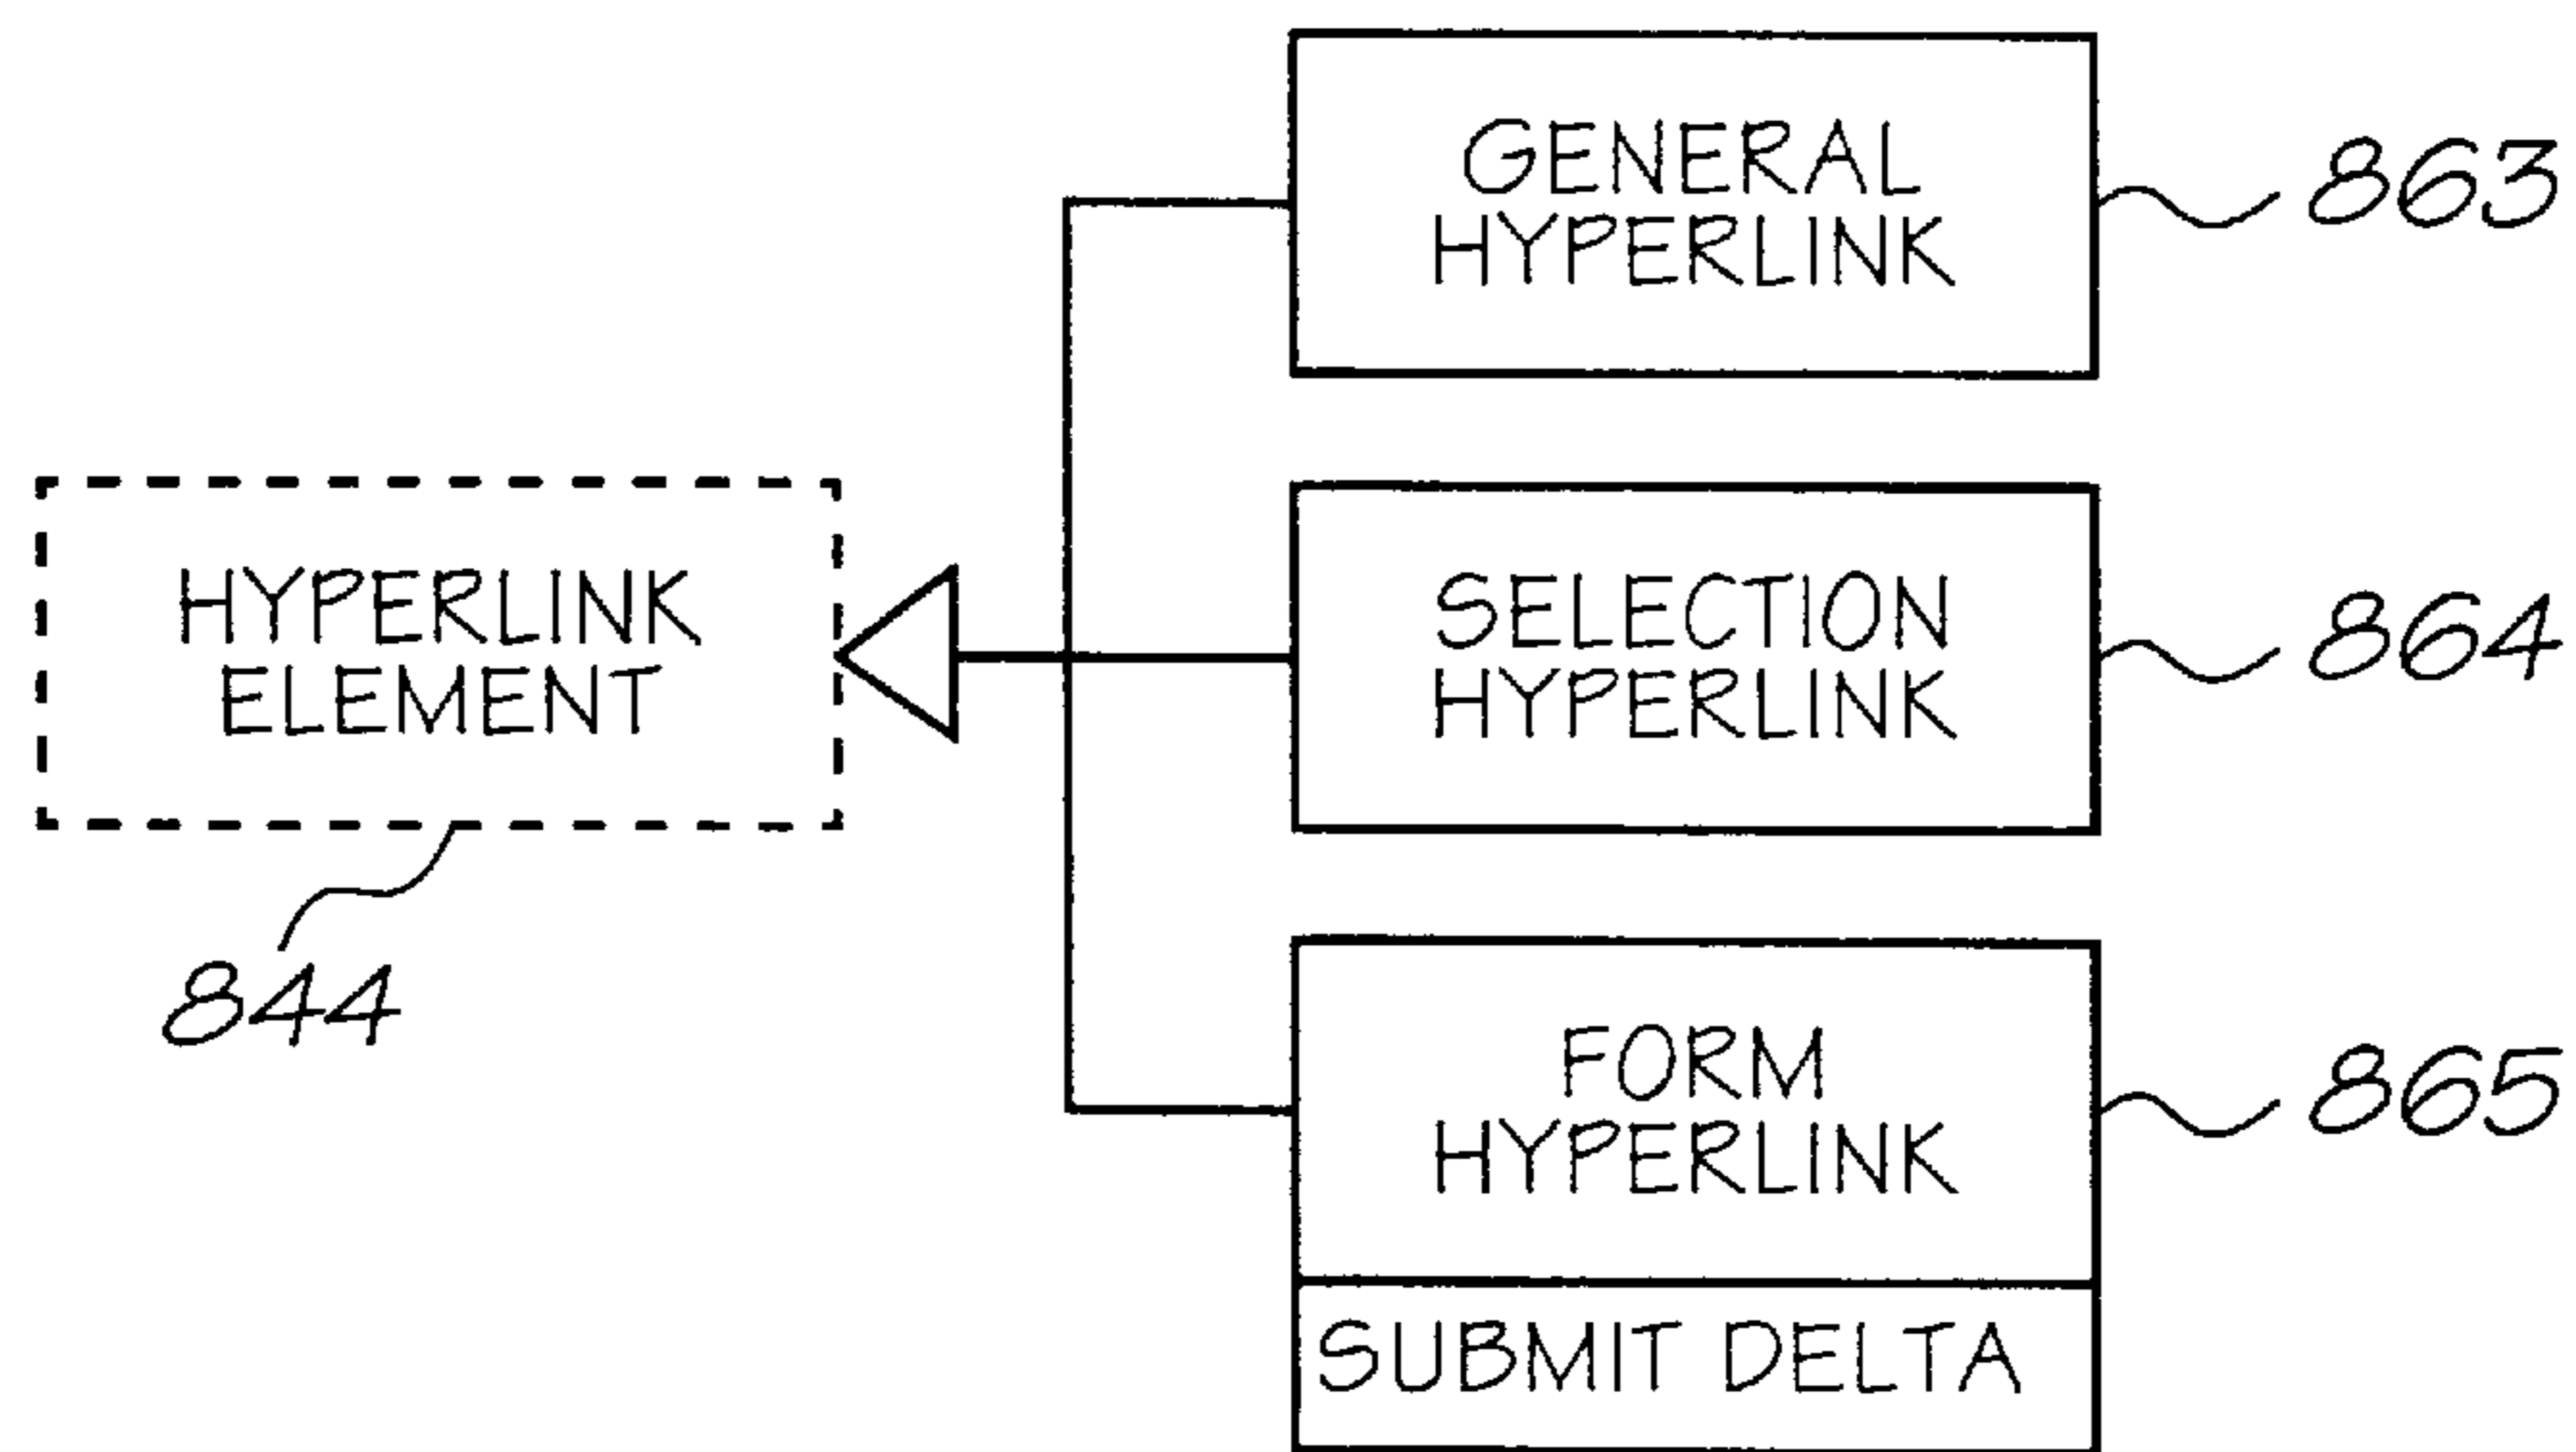 GENERAL
HYPERLINK
863
HYPERLINK
ELEMENT
844
SELECTION
HYPERLINK
864
FORM
HYPERLINK
865
SUBMIT DELTA